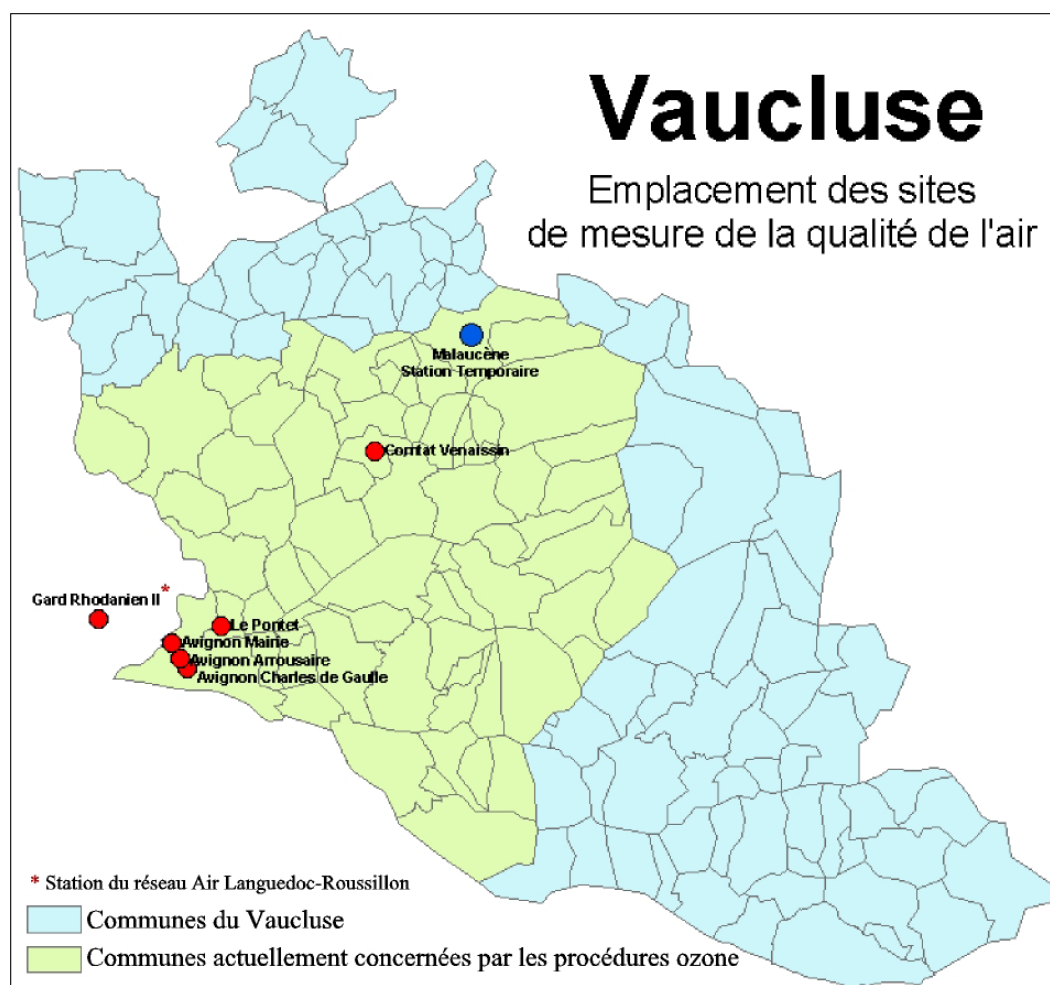 Vaucluse
Emplacement des sites
de mesure de la qualité de l'air
Malaucène
Station Temporaire
Comtat Venaissin
Gard Rhodanien II *
Le Pontet
Avignon Mairie
Avignon Arrousaire
Avignon Charles de Gaulle
* Station du réseau Air Languedoc-Roussillon
Communes du Vaucluse
Communes actuellement concernées par les procédures ozone